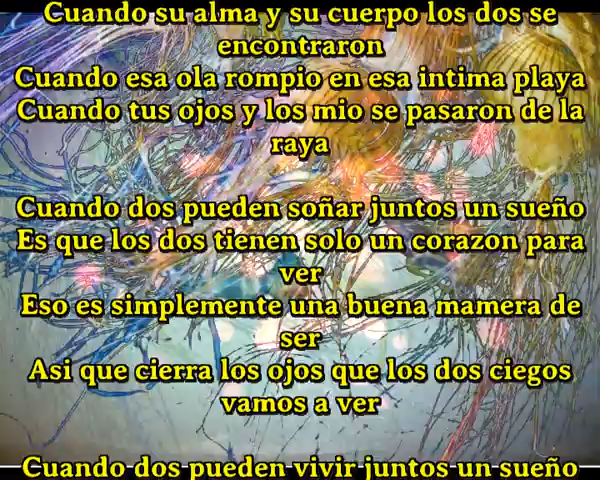 Cuando su alma y su cuerpo los dos se
encontraron
Cuando esa ola rompio en esa intima playa
Cuando tus ojos y los mio se pasaron de la
raya
Cuando dos pueden soñar juntos un sueño
Es que los dos tienen solo un corazon para
ver
Eso es simplemente una buena mamera de
ser
Asi que cierra los ojos que los dos ciegos
vamos a ver
Cuando dos pueden vivir juntos un sueño